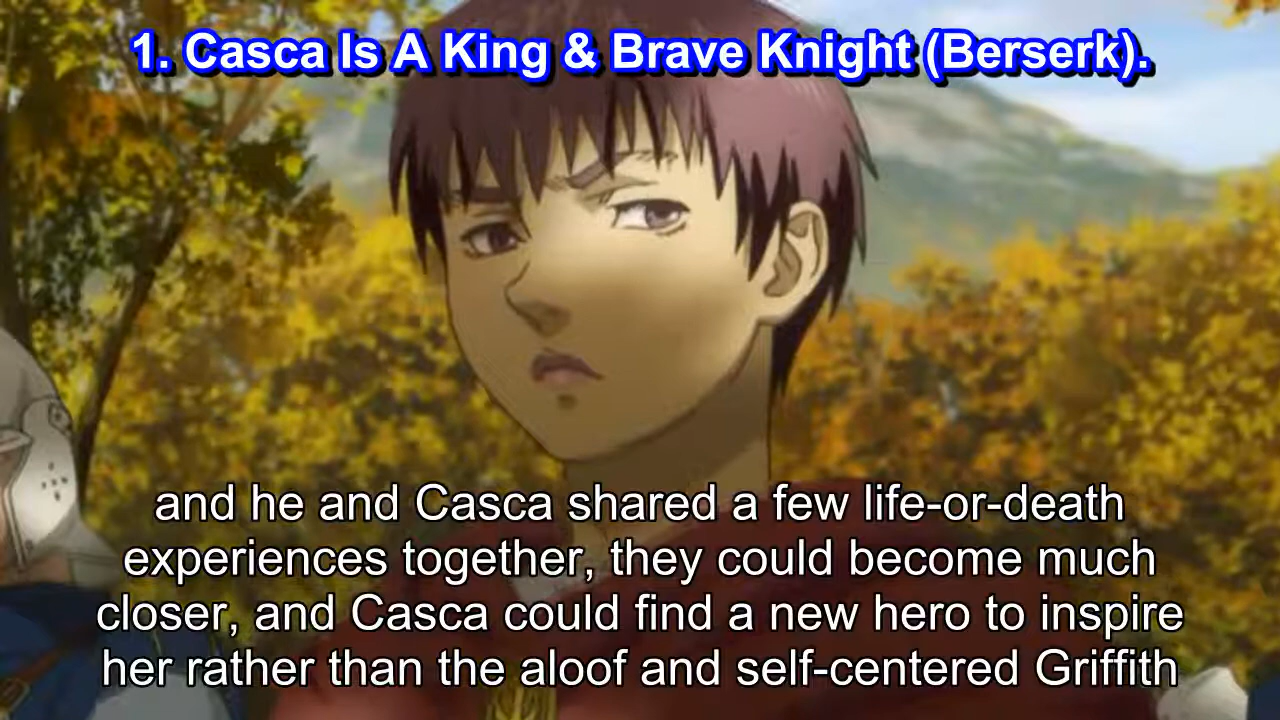 1. Casca Is A King & Brave Knight (Berserk).
and he and Casca shared a few life-or-death
experiences together, they could become much
closer, and Casca could find a new hero to inspire
her rather than the aloof and self-centered Griffith